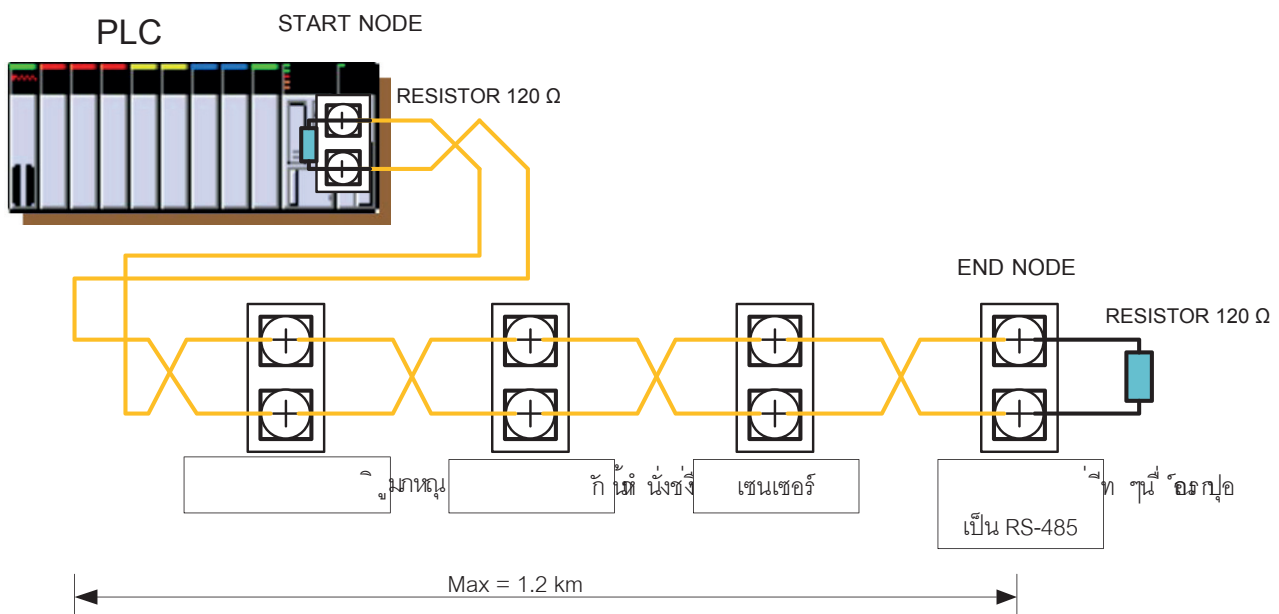 START NODE
PLC
RESISTOR 120 Ω
END NODE
RESISTOR 120 Ω
เซนเซอร์
เป็น RS-485
Max = 1.2 km